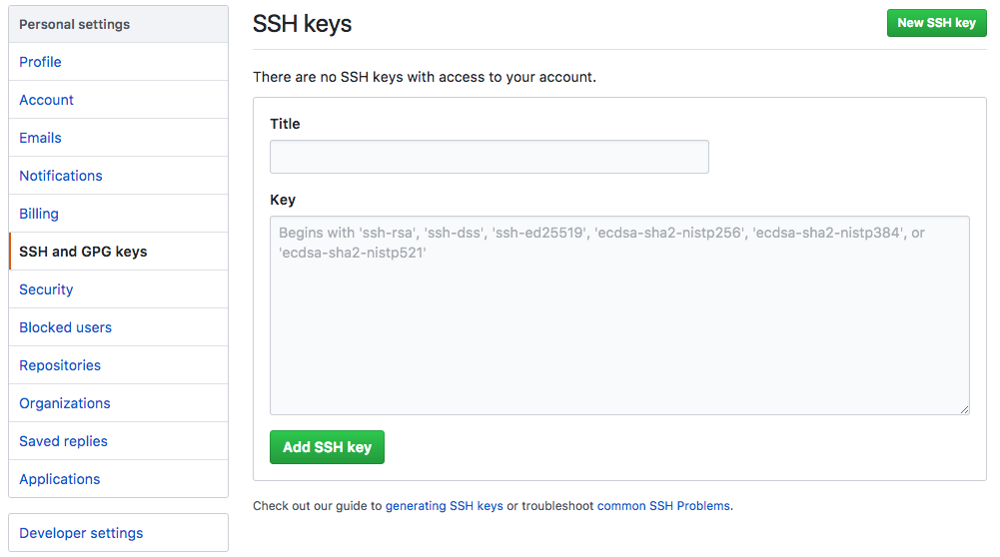 Personal settings
Profile
Account
Emails
Notifications
Billing
SSH and GPG keys
Security
Blocked users
Repositories
Organizations
Saved replies
Applications
Developer settings
SSH keys
New SSH key
There are no SSH keys with access to your account.
Title
Key
Begins with 'ssh-rsa', 'ssh-dss', 'ssh-ed25519', 'ecdsa-sha2-nistp256', 'ecdsa-sha2-nistp384', or
'ecdsa-sha2-nistp521'
Add SSH key
Check out our guide to generating SSH keys or troubleshoot common SSH Problems.